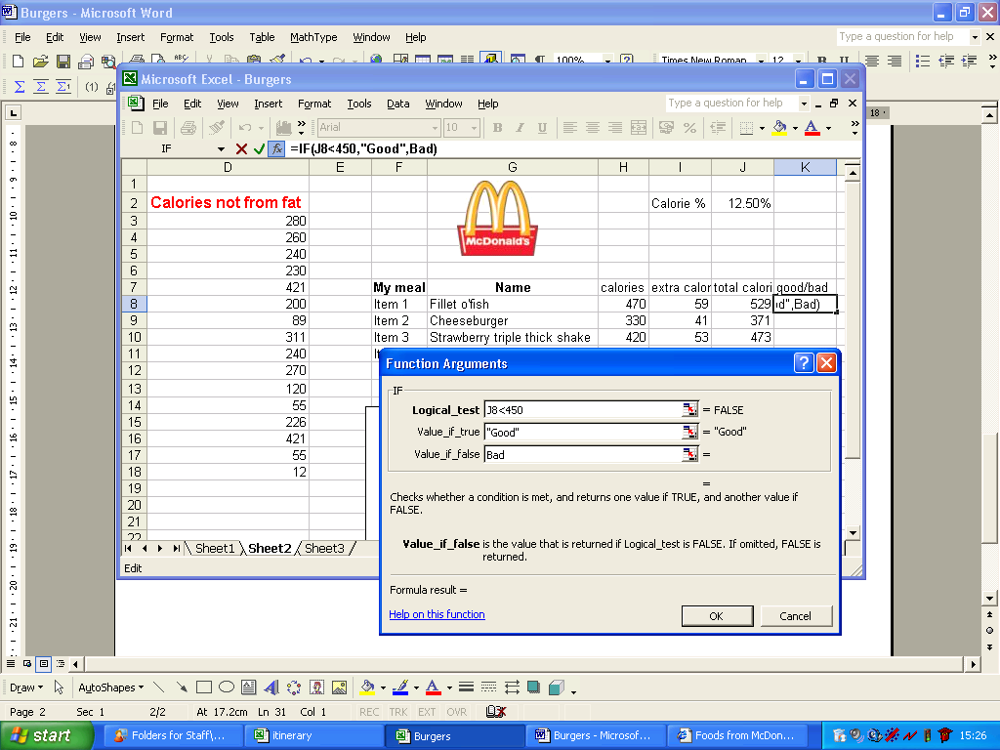 Burgers - Microsoft Word
File Edit View Insert Format Tools Table MathType Window Help Type a question for help
100% Times New Roman 12
Microsoft Excel - Burgers
File Edit View Insert Format Tools Data Window Help Type a question for help
Arial 10 B I U
IF =IF(J8<450,"Good",Bad)
D E F G H I J K
1
2 Calories not from fat Calorie % 12.50%
McDonald's
3 280
4 260
5 240
6 230
7 421 My meal Name calories extra calor total calori good/bad
8 200 Item 1 Fillet o'fish 470 59 529 d",Bad)
9 89 Item 2 Cheeseburger 330 41 371
10 311 Item 3 Strawberry triple thick shake 420 53 473
11 240
12 270
13 120
14 55
15 226
16 421
17 55
18 12
19
20
21
22
Sheet1 Sheet2 Sheet3
Edit
Function Arguments
IF
Logical_test J8<450 = FALSE
Value_if_true "Good" = "Good"
Value_if_false Bad =
=
Checks whether a condition is met, and returns one value if TRUE, and another value if
FALSE.
Value_if_false is the value that is returned if Logical_test is FALSE. If omitted, FALSE is
returned.
Formula result =
Help on this function OK Cancel
Draw AutoShapes
Page 2 Sec 1 2/2 At 17.2cm Ln 31 Col 1 REC TRK EXT OVR
start Folders for Staff\... itinerary Burgers Burgers - Microsof... Foods from McDon... 15:26